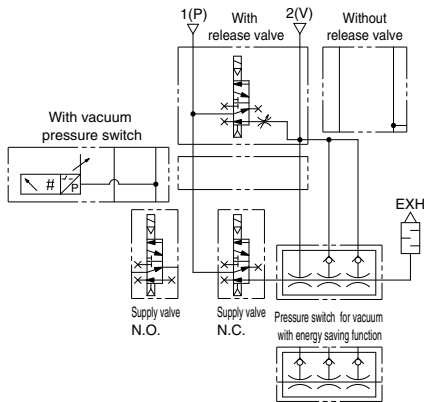 1(P)
With
release valve
2(V)
Without
release valve
With vacuum
pressure switch
#
P
EXH
Supply valve
N.O.
Supply valve
N.C.
Pressure switch for vacuum
with energy saving function